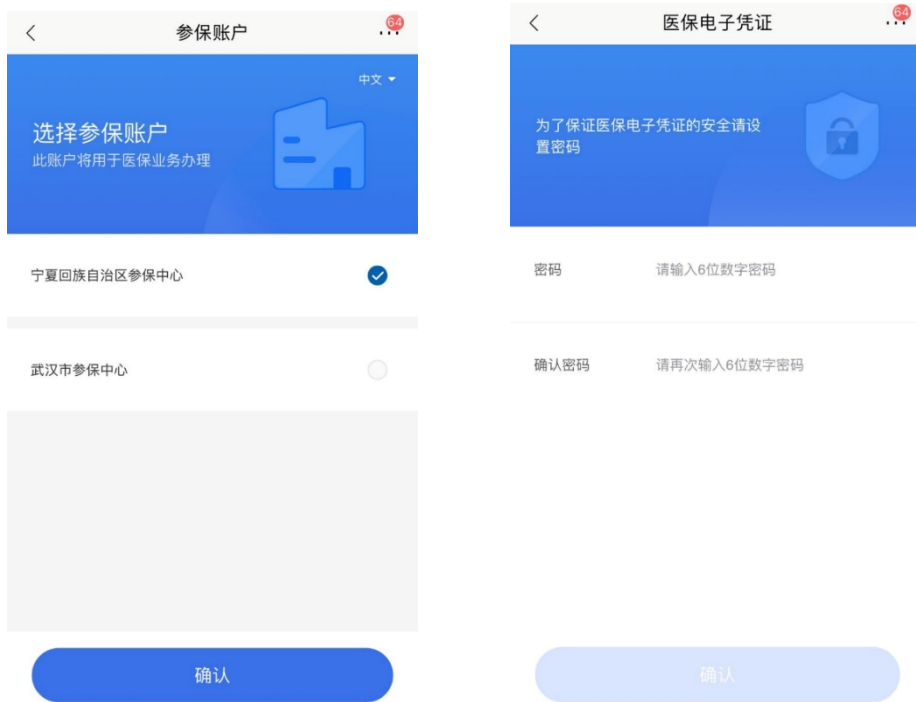 参保账户
64
中文
选择参保账户
此账户将用于医保业务办理
宁夏回族自治区参保中心
武汉市参保中心
确认
医保电子凭证
64
为了保证医保电子凭证的安全请设
置密码
密码 请输入6位数字密码
确认密码 请再次输入6位数字密码
确认